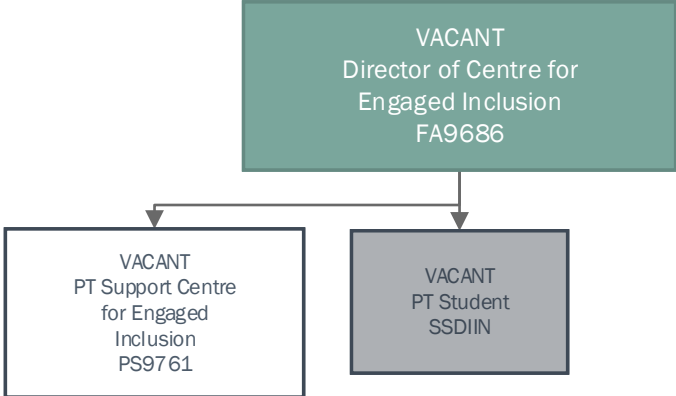 VACANT
Director of Centre for
Engaged Inclusion
FA9686
VACANT
PT Support Centre
for Engaged
Inclusion
PS9761
VACANT
PT Student
SSDIIN